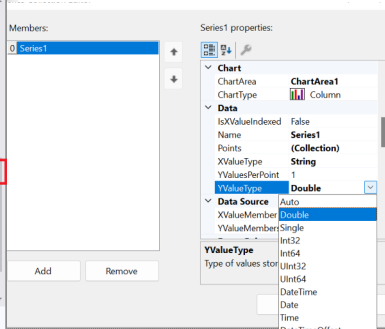 Members:
Series1 properties:
0 Series1
Chart
ChartArea ChartArea1
ChartType Column
Data
IsXValueIndexed False
Name Series1
Points (Collection)
XValueType String
YValuesPerPoint 1
YValueType Double
Data Source
XValueMember
YValueMembers
Auto
Double
Single
Int32
Int64
UInt32
UInt64
DateTime
Date
Time
YValueType
Type of values stor
Add Remove